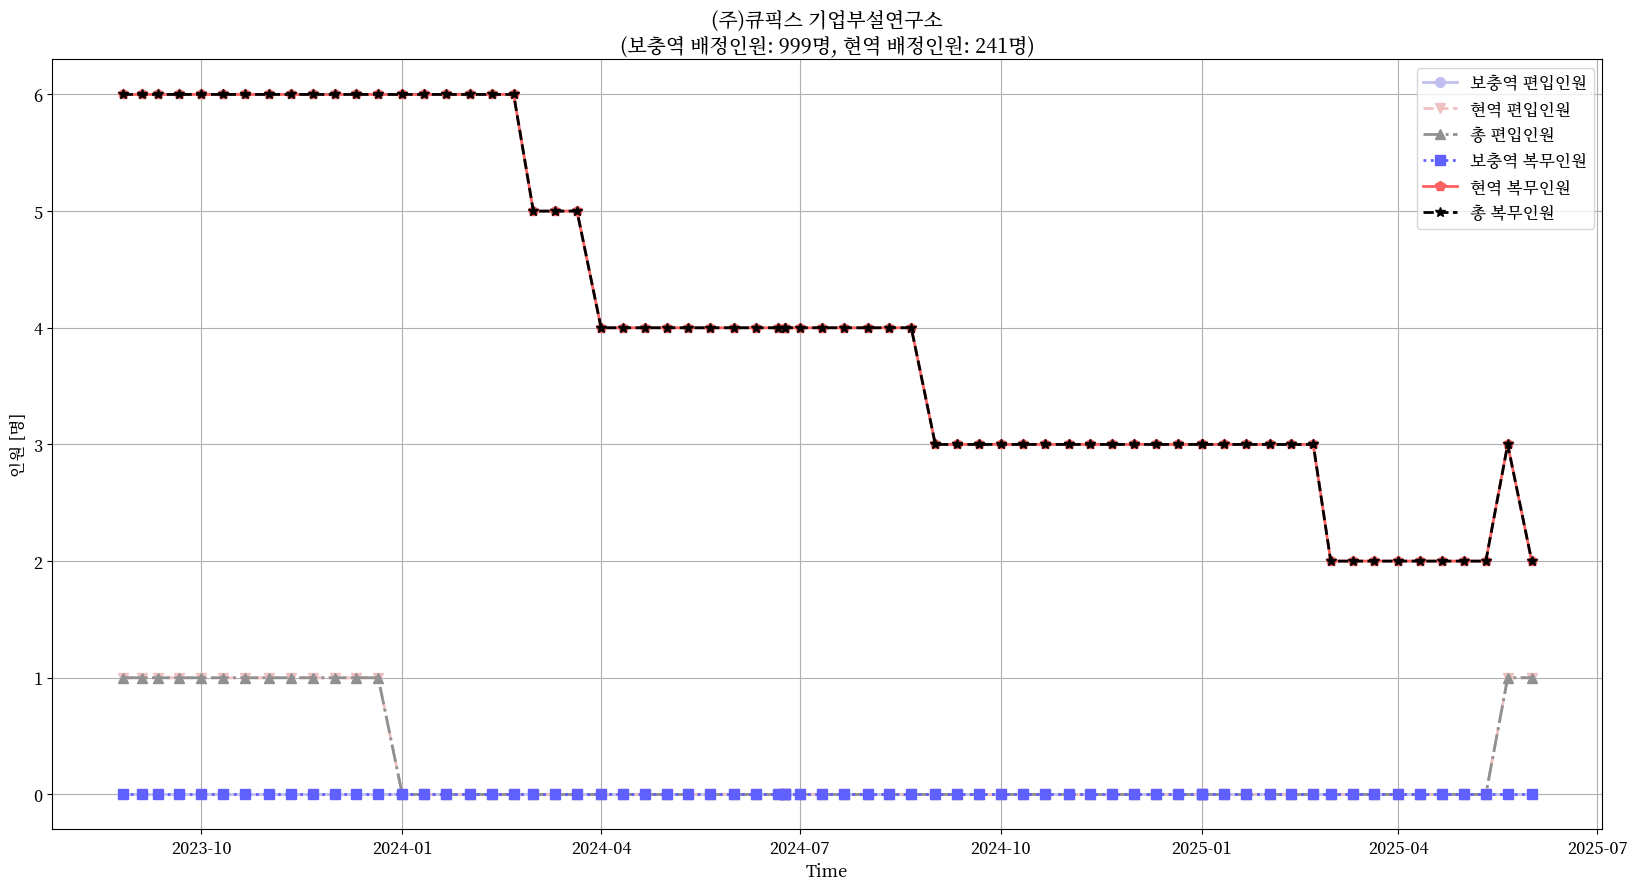 (주)큐픽스 기업부설연구소
(보충역 배정인원: 999명, 현역 배정인원: 241명)
보충역 편입인원
현역 편입인원
총 편입인원
보충역 복무인원
현역 복무인원
총 복무인원
인원 [명]
6
5
4
3
2
1
0
2023-10
2024-01
2024-04
2024-07
2024-10
2025-01
2025-04
2025-07
Time